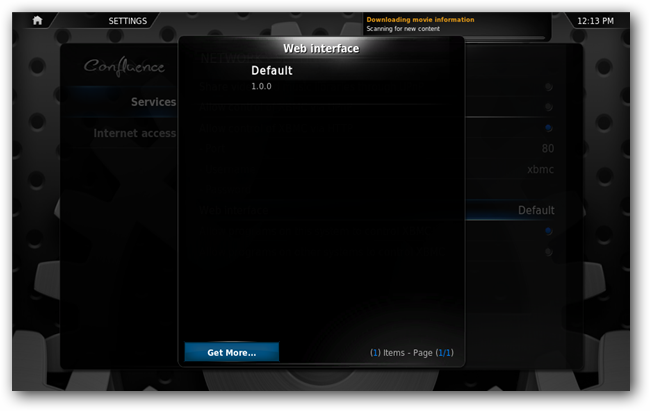 SETTINGS
Downloading movie information
Scanning for new content
12:13 PM
Web interface
Confluence
Default
1.0.0
Services
Internet access
80
xbmc
Default
Get More...
(1) Items - Page (1/1)